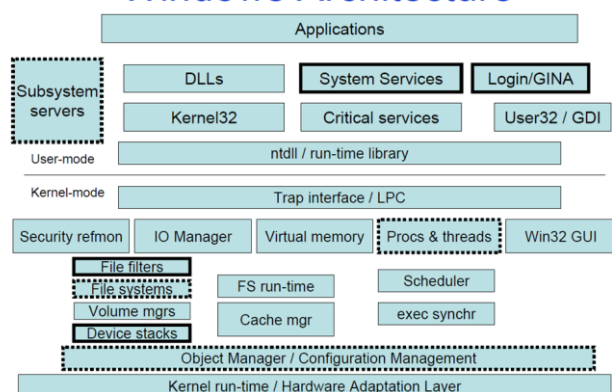 Windows Architecture
Applications
Subsystem servers
DLLs
System Services
Login/GINA
Kernel32
Critical services
User32 / GDI
User-mode
ntdll / run-time library
Kernel-mode
Trap interface / LPC
Security refmon
IO Manager
Virtual memory
Procs & threads
Win32 GUI
File filters
File systems
Volume mgrs
Device stacks
FS run-time
Cache mgr
Scheduler
exec synchr
Object Manager / Configuration Management
Kernel run-time / Hardware Adaptation Layer